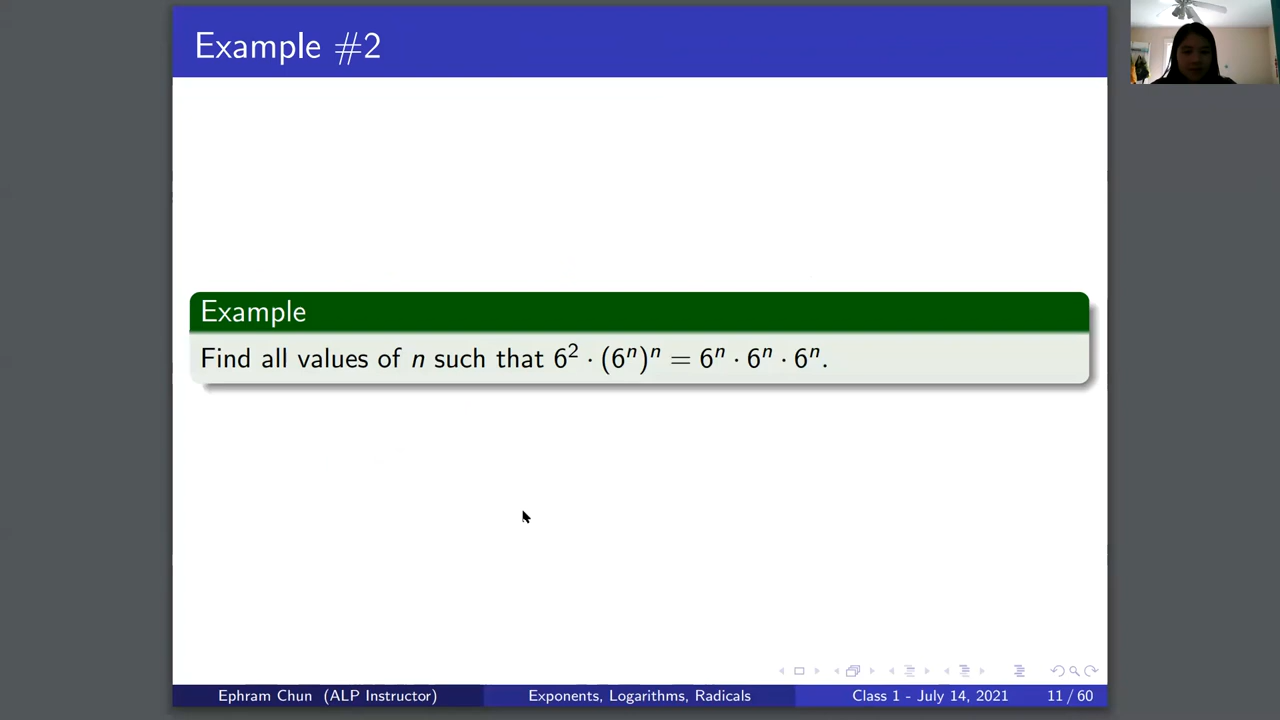 Example #2
Example
Find all values of n such that 6² · (6ⁿ)ⁿ = 6ⁿ · 6ⁿ · 6ⁿ.
Ephram Chun (ALP Instructor) Exponents, Logarithms, Radicals Class 1 - July 14, 2021 11 / 60